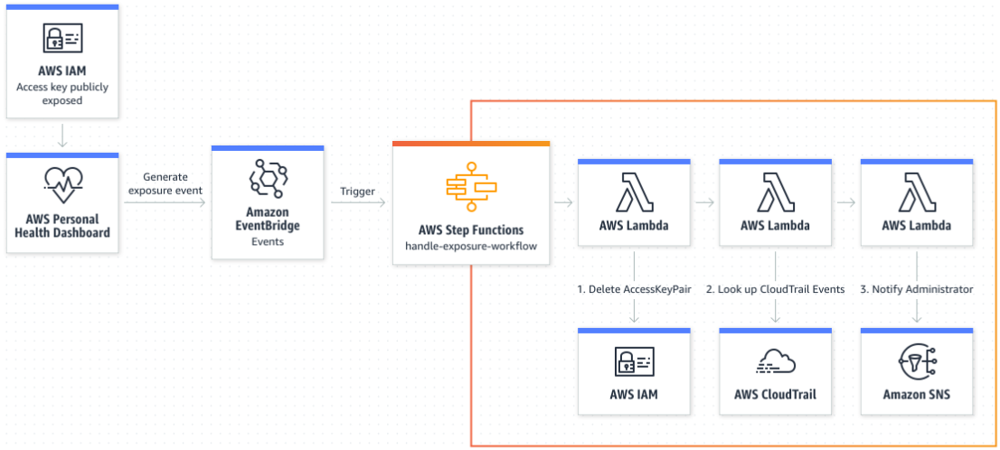 AWS IAM
Access key publicly
exposed
AWS Personal
Health Dashboard
Generate
exposure event
Amazon
EventBridge
Events
Trigger
AWS Step Functions
handle-exposure-workflow
AWS Lambda
AWS Lambda
AWS Lambda
1. Delete AccessKeyPair
2. Look up CloudTrail Events
3. Notify Administrator
AWS IAM
AWS CloudTrail
Amazon SNS